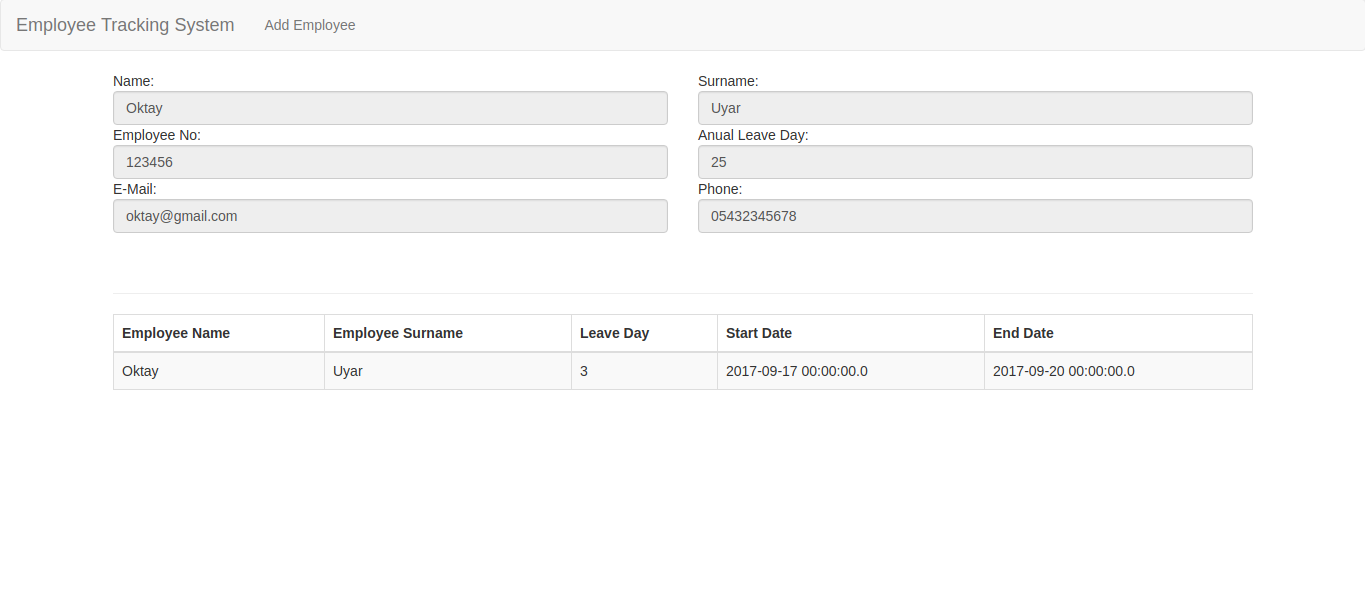 Employee Tracking System Add Employee
Name: Surname:
Oktay Uyar
Employee No: Anual Leave Day:
123456 25
E-Mail: Phone:
oktay@gmail.com 05432345678
Employee Name Employee Surname Leave Day Start Date End Date
Oktay Uyar 3 2017-09-17 00:00:00.0 2017-09-20 00:00:00.0